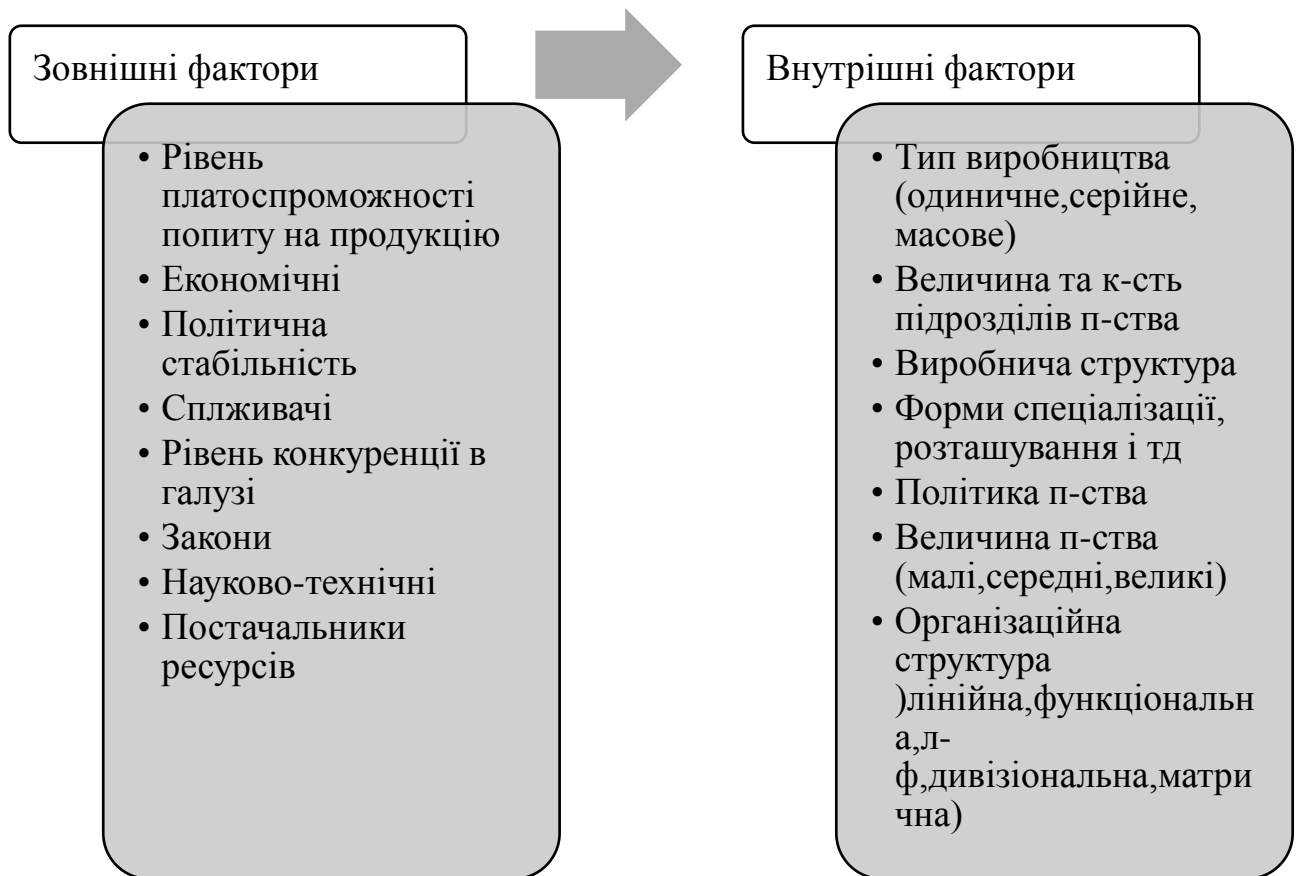 Зовнішні фактори
• Рівень
платоспроможності
попиту на продукцію
• Економічні
• Політична
стабільність
• Сплживачі
• Рівень конкуренції в
галузі
• Закони
• Науково-технічні
• Постачальники
ресурсів
Внутрішні фактори
• Тип виробництва
(одиничне,серійне,
масове)
• Величина та к-сть
підрозділів п-ства
• Виробнича структура
• Форми спеціалізації,
розташування і тд
• Політика п-ства
• Величина п-ства
(малі,середні,великі)
• Організаційна
структура
)лінійна,функціональн
а,л-
ф,дивізіональна,матри
чна)